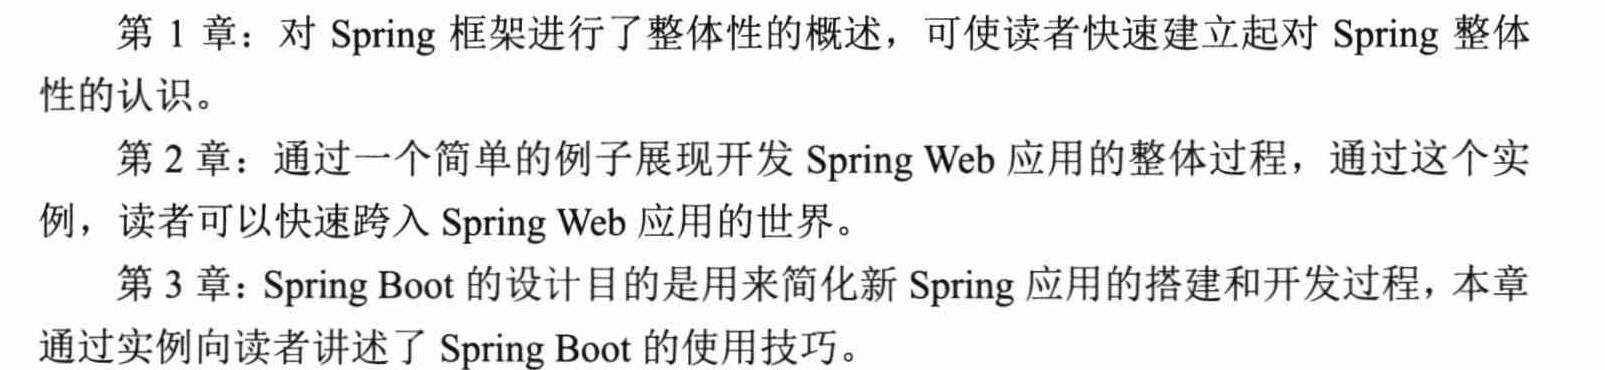 第 1 章：对 Spring 框架进行了整体性的概述，可使读者快速建立起对 Spring 整体
性的认识。
第 2 章：通过一个简单的例子展现开发 Spring Web 应用的整体过程，通过这个实
例，读者可以快速跨入 Spring Web 应用的世界。
第 3 章：Spring Boot 的设计目的是用来简化新 Spring 应用的搭建和开发过程，本章
通过实例向读者讲述了 Spring Boot 的使用技巧。